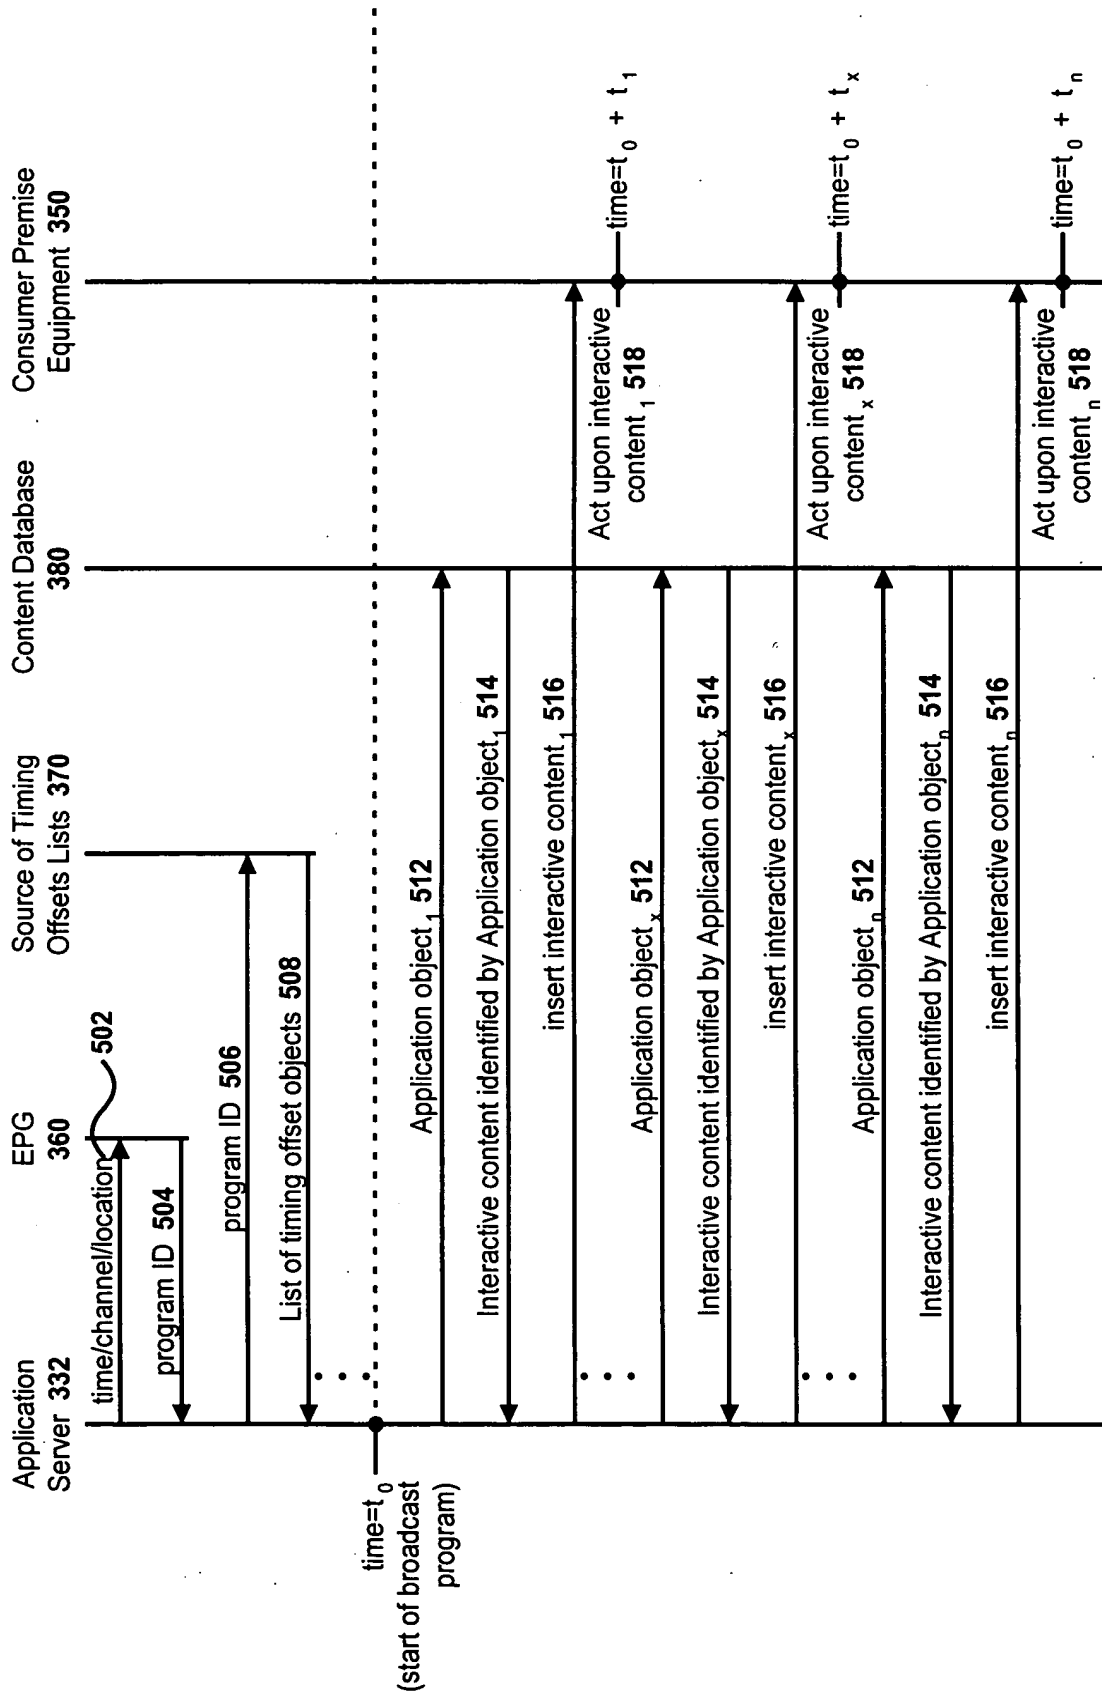 Application
Server 332
EPG
360
Source of Timing
Offsets Lists 370
Content Database
380
Consumer Premise
Equipment 350
time/channel/location
502
program ID 504
program ID 506
List of timing offset objects 508
time=t0
(start of broadcast
program)
Application object1 512
Interactive content identified by Application object1 514
insert interactive content1 516
Act upon interactive
content1 518
time=t0 + t1
Application objectx 512
Interactive content identified by Application objectx 514
insert interactive contentx 516
Act upon interactive
contentx 518
time=t0 + tx
Application objectn 512
Interactive content identified by Application objectn 514
insert interactive contentn 516
Act upon interactive
contentn 518
time=t0 + tn